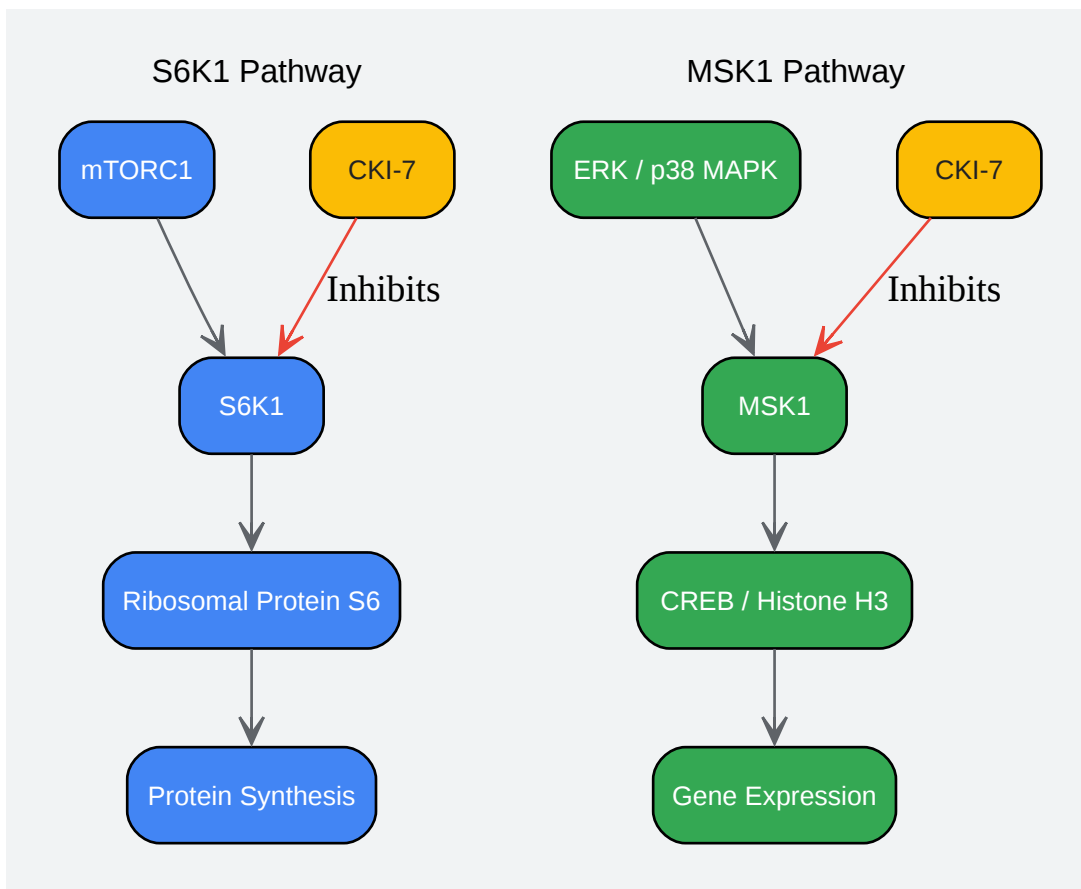 S6K1 Pathway
mTORC1
CKI-7
Inhibits
S6K1
Ribosomal Protein S6
Protein Synthesis
MSK1 Pathway
ERK / p38 MAPK
CKI-7
Inhibits
MSK1
CREB / Histone H3
Gene Expression